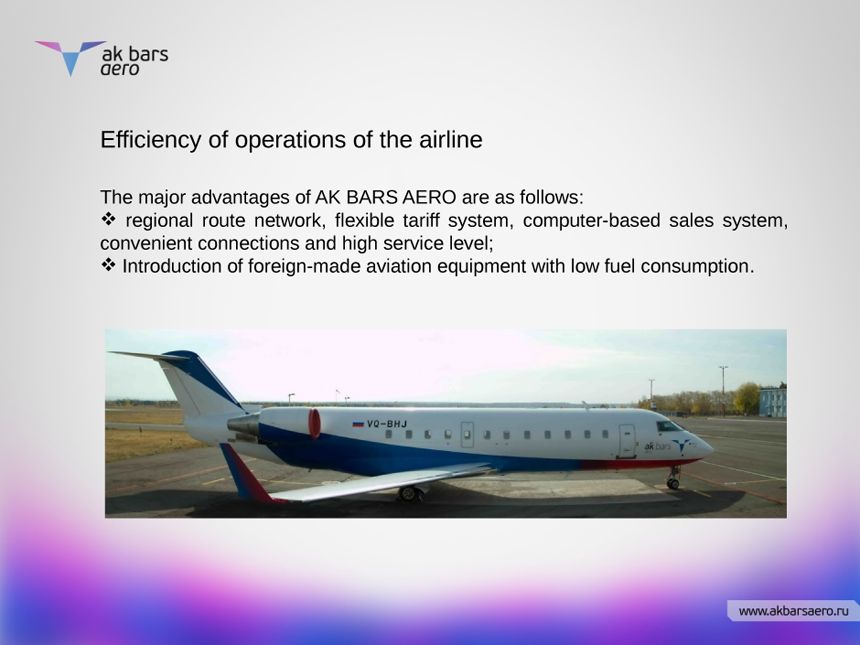 ak bars
aero
Efficiency of operations of the airline
The major advantages of AK BARS AERO are as follows:
❖ regional route network, flexible tariff system, computer-based sales system,
convenient connections and high service level;
❖ Introduction of foreign-made aviation equipment with low fuel consumption.
VQ-BHJ
ak bars
www.akbarsaero.ru